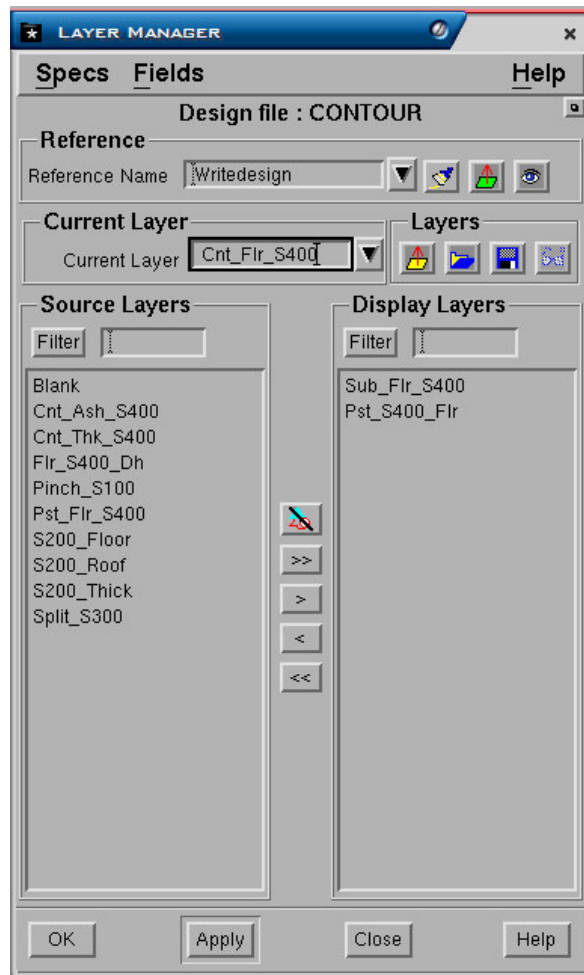 LAYER MANAGER
Specs Fields Help
Design file : CONTOUR
Reference
Reference Name Writedesign
Current Layer
Current Layer Cnt_Flr_S400
Layers
Source Layers
Filter
Blank
Cnt_Ash_S400
Cnt_Thk_S400
Flr_S400_Dh
Pinch_S100
Pst_Flr_S400
S200_Floor
S200_Roof
S200_Thick
Split_S300
>>
>
<
<<
Display Layers
Filter
Sub_Flr_S400
Pst_S400_Flr
OK Apply Close Help